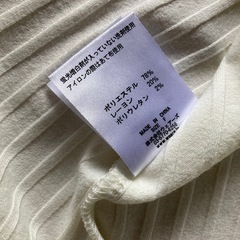 蛍光増白剤が入っていない洗剤使用
アイロンの際はあて布使用
ポリエステル 78%
レーヨン 20%
ポリウレタン 2%
MADE IN CHINA